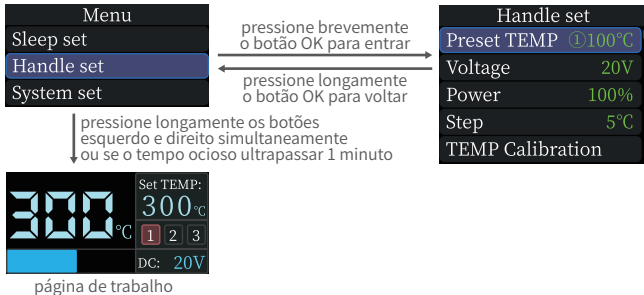 Menu
Sleep set
Handle set
System set
pressione brevemente
o botão OK para entrar
pressione longamente
o botão OK para voltar
Handle set
Preset TEMP ①100℃
Voltage 20V
Power 100%
Step 5℃
TEMP Calibration
pressione longamente os botões
esquerdo e direito simultaneamente
ou se o tempo ocioso ultrapassar 1 minuto
300℃
Set TEMP:
300℃
1 2 3
DC: 20V
página de trabalho